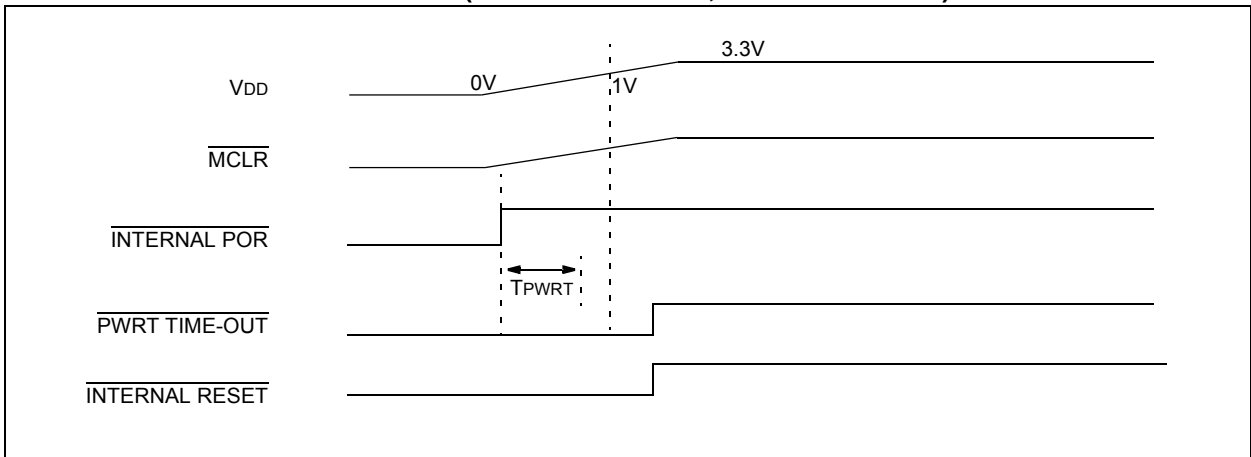 3.3V
VDD
0V
1V
MCLR
INTERNAL POR
TPWRT
PWRT TIME-OUT
INTERNAL RESET